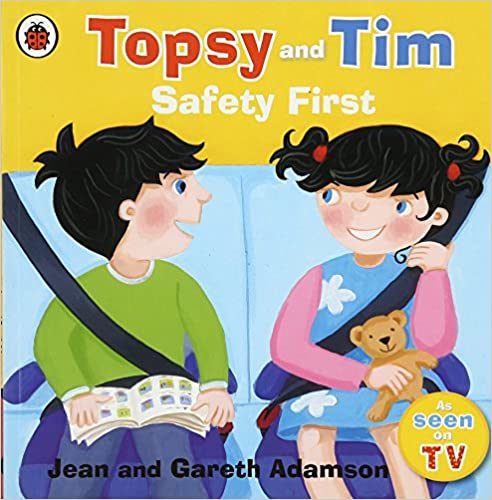 Topsy and Tim
Safety First
As
seen
on
TV
Jean and Gareth Adamson